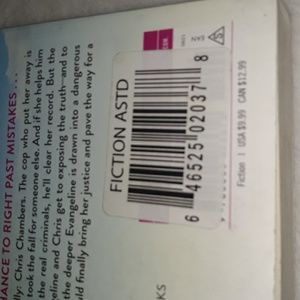 HANCE TO RIGHT PAST MISTAKES . . .
lly: Chris Chambers. The cop who put her away is
took the fall for someone else. And if she helps him
the real criminals, he'll clear her record. But the
eline and Chris get to exposing the truth—and to
the deeper Evangeline is drawn into a dangerous
uld finally bring her justice and pave the way for a
FICTION ASTD
6 46525 02037 8
Fiction | USA $9.99 CAN $12.99
KS